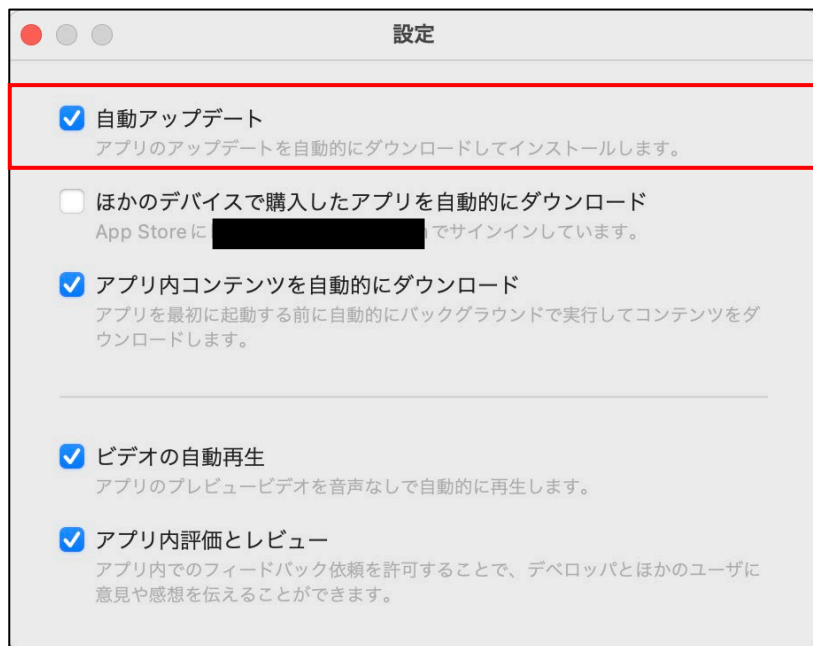 設定
自動アップデート
アプリのアップデートを自動的にダウンロードしてインストールします。
ほかのデバイスで購入したアプリを自動的にダウンロード
App Storeに でサインインしています。
アプリ内コンテンツを自動的にダウンロード
アプリを最初に起動する前に自動的にバックグラウンドで実行してコンテンツをダ
ウンロードします。
ビデオの自動再生
アプリのプレビュービデオを音声なしで自動的に再生します。
アプリ内評価とレビュー
アプリ内でのフィードバック依頼を許可することで、デベロッパとほかのユーザに
意見や感想を伝えることができます。